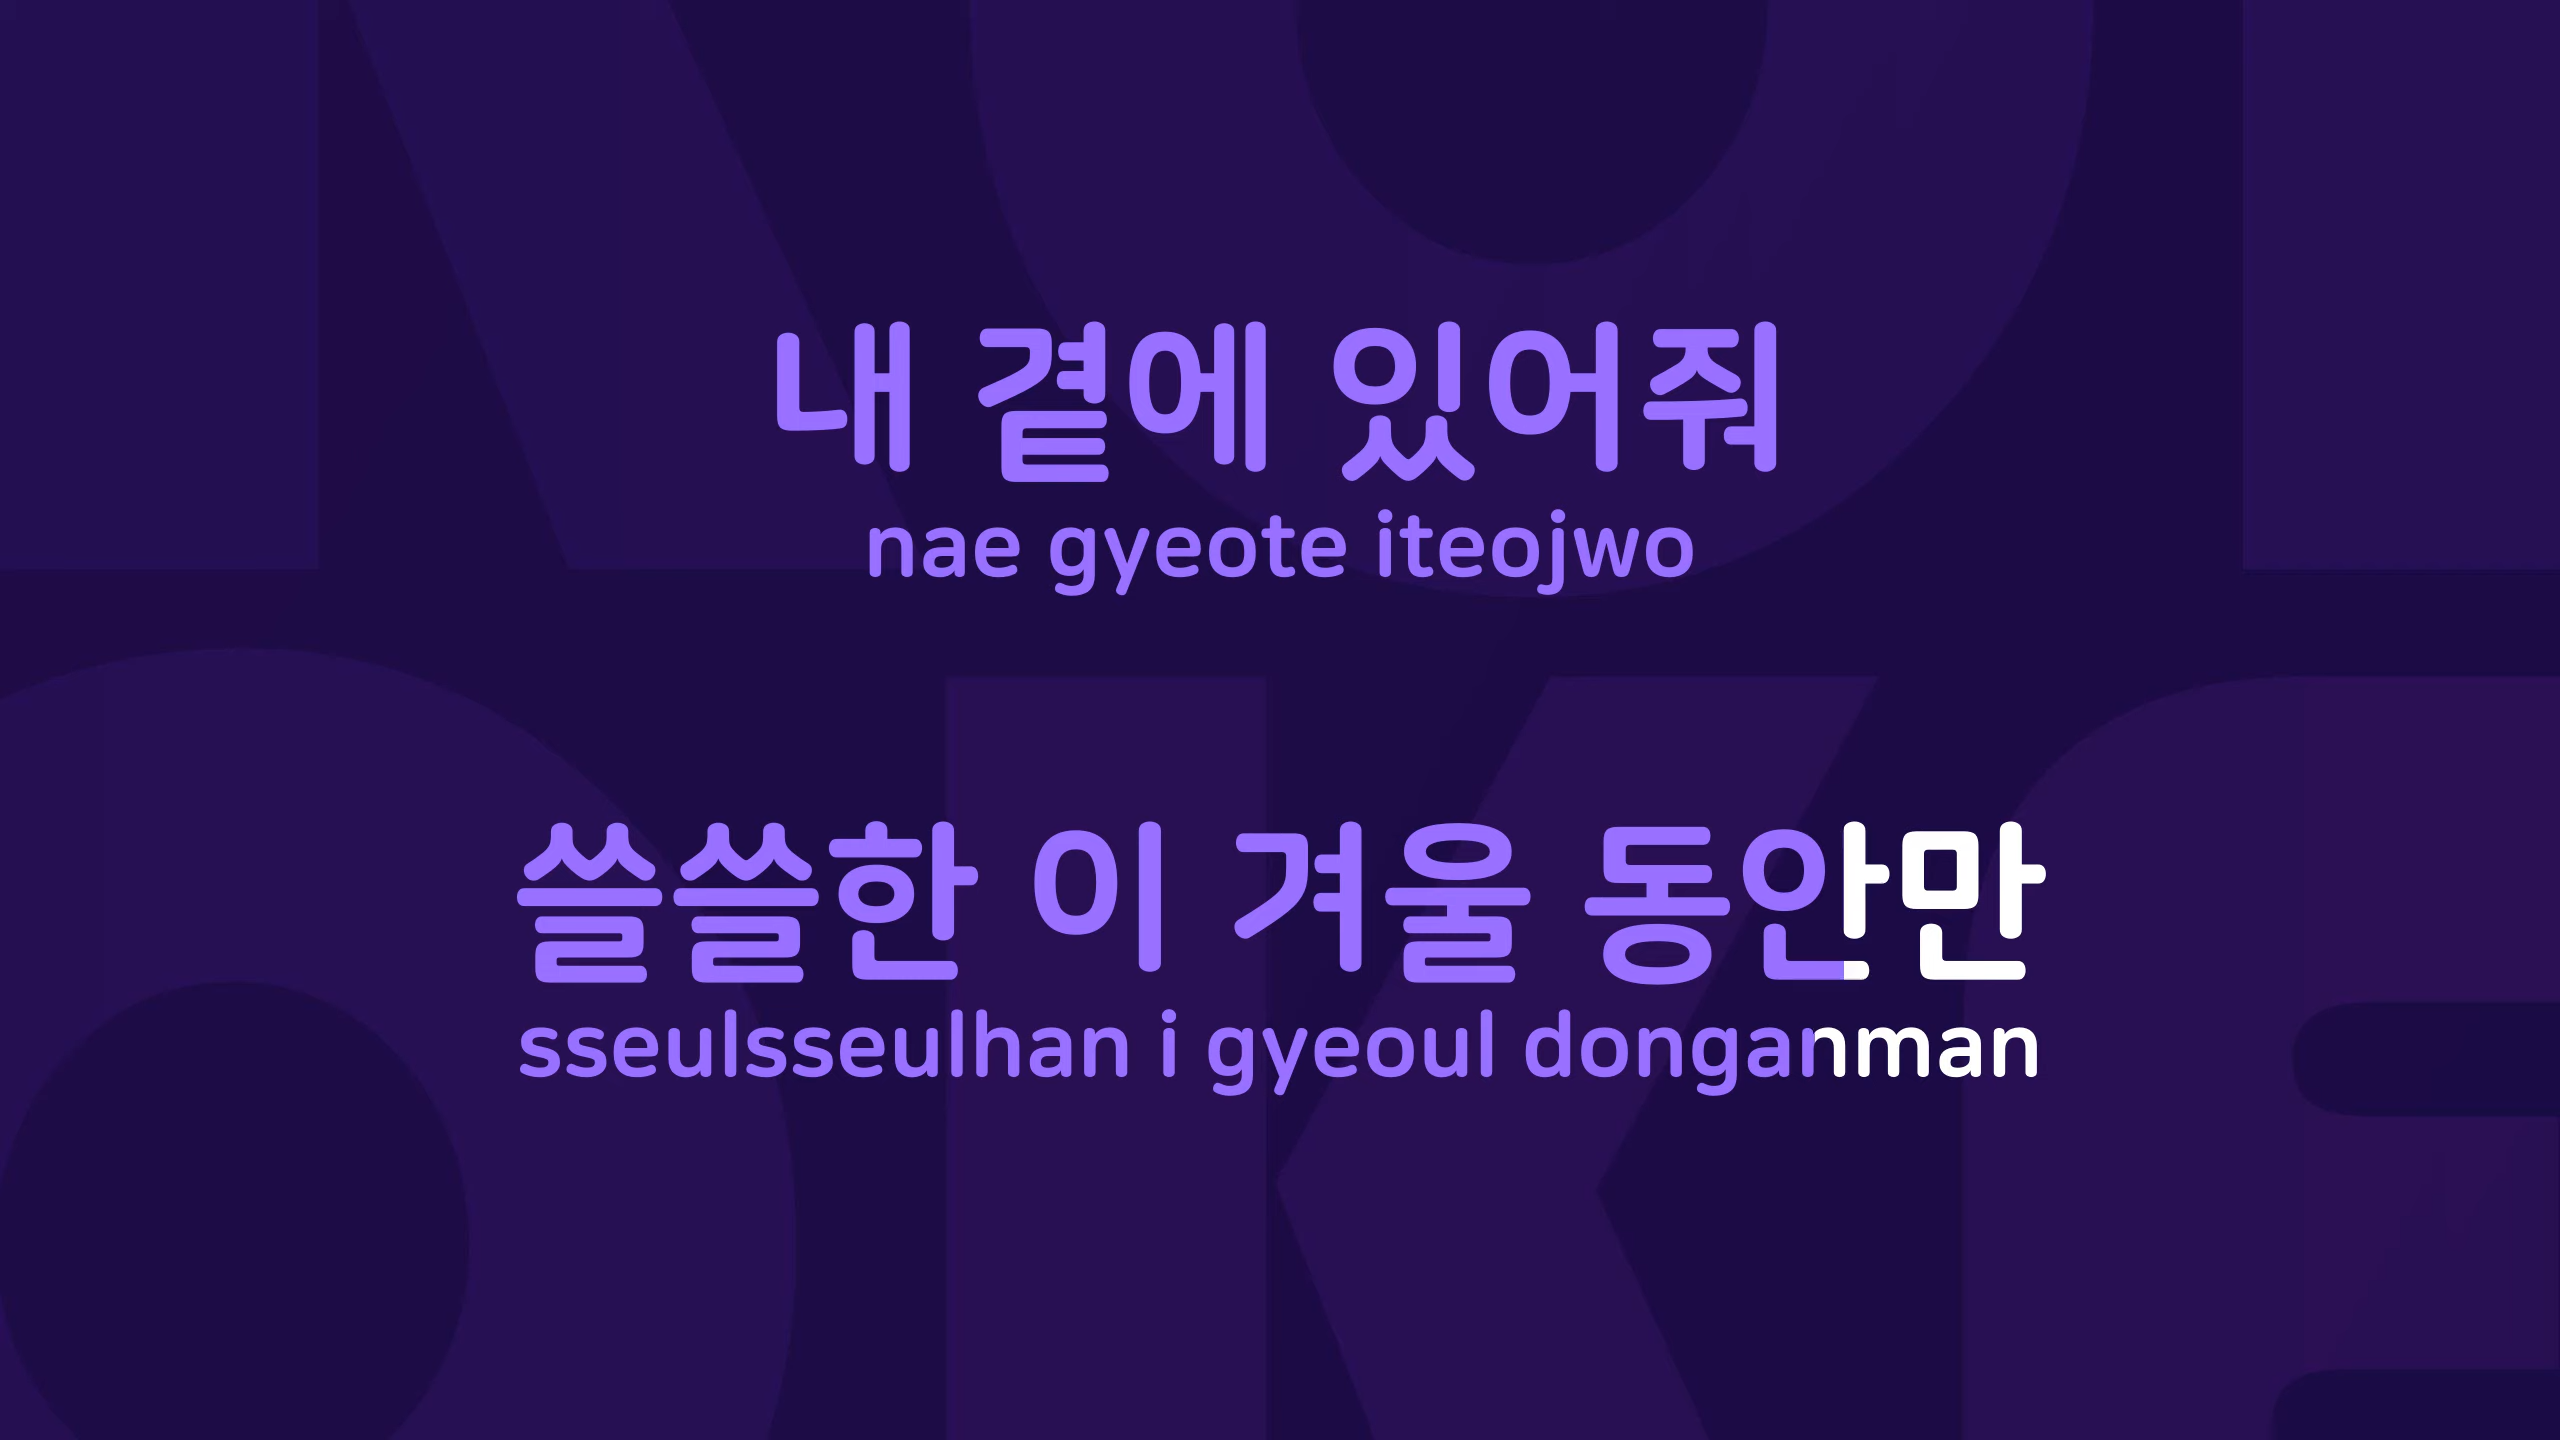 내 곁에 있어줘
nae gyeote iteojwo
쓸쓸한 이 겨울 동안만
sseulsseulhan i gyeoul donganman